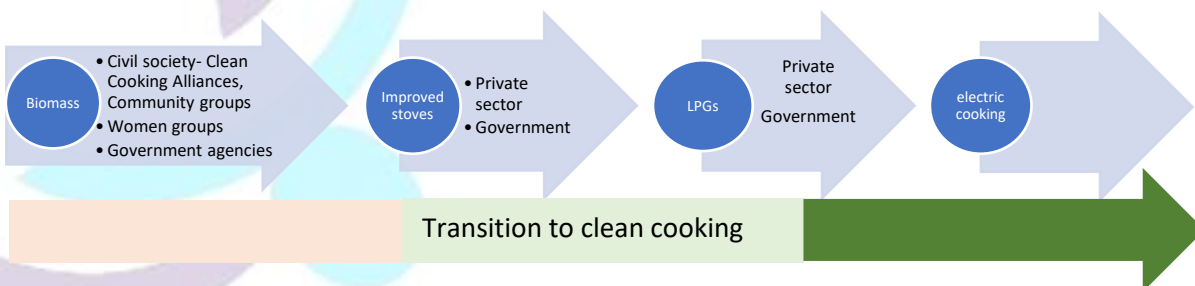 Biomass
• Civil society- Clean
Cooking Alliances,
Community groups
• Women groups
• Government agencies
Improved
stoves
• Private
sector
• Government
LPGs
Private
sector
Government
electric
cooking
Transition to clean cooking